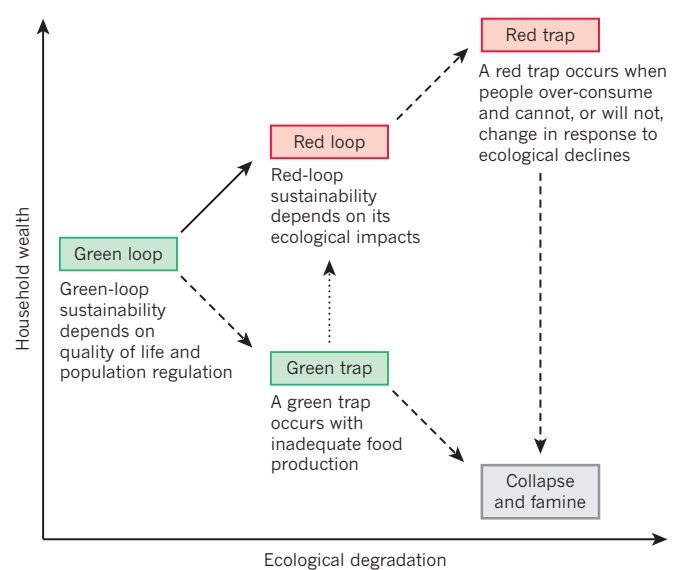 Red trap
A red trap occurs when
people over-consume
and cannot, or will not,
change in response to
ecological declines
Red loop
Red-loop
sustainability
depends on its
ecological impacts
Green loop
Green-loop
sustainability
depends on
quality of life and
population regulation
Green trap
A green trap
occurs with
inadequate food
production
Collapse
and famine
Household wealth
Ecological degradation